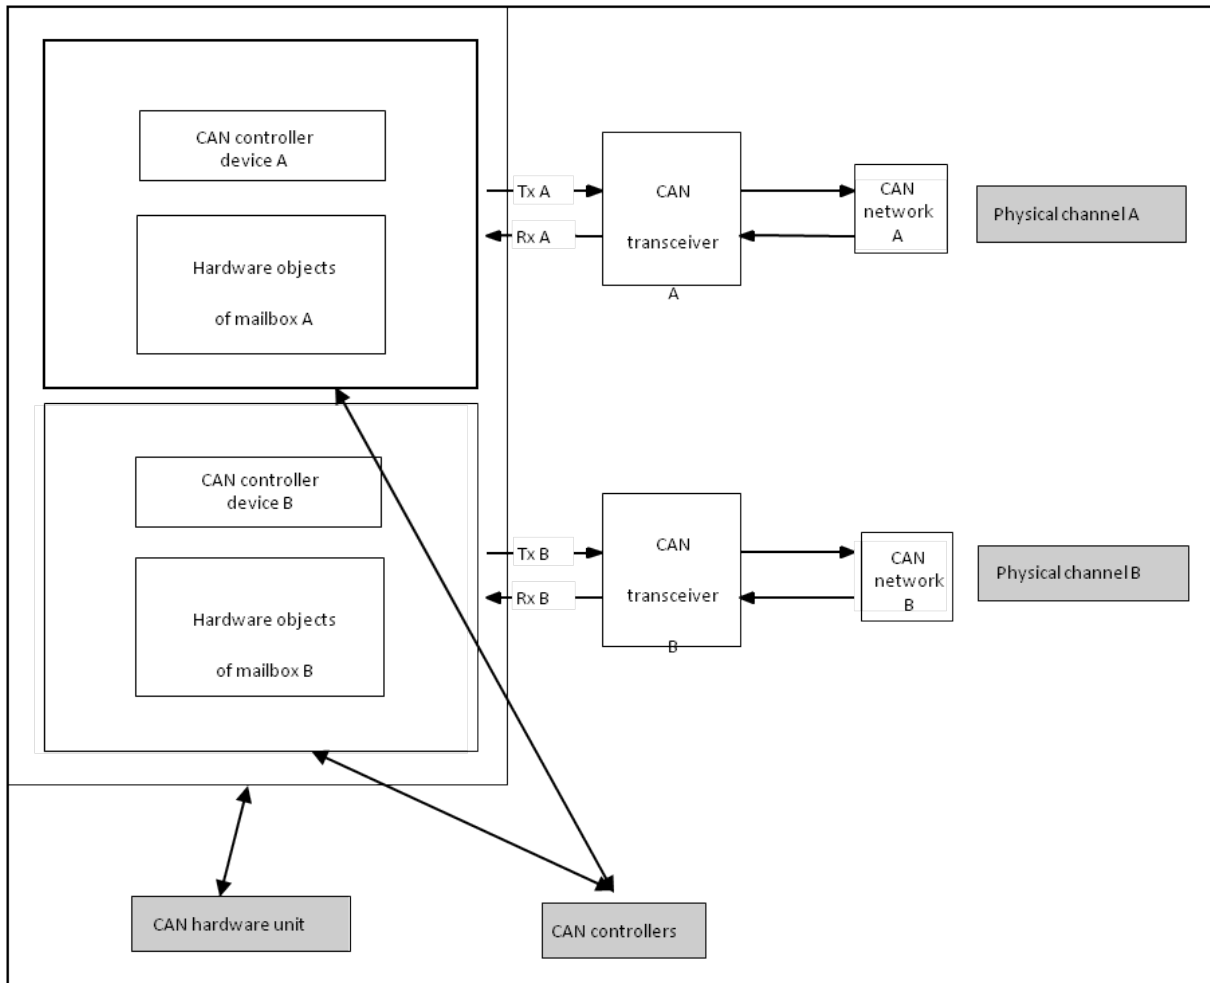 CAN controller
device A
Hardware objects
of mailbox A
Tx A
Rx A
CAN
transceiver
A
CAN
network
A
Physical channel A
CAN controller
device B
Hardware objects
of mailbox B
Tx B
Rx B
CAN
transceiver
B
CAN
network
B
Physical channel B
CAN hardware unit
CAN controllers